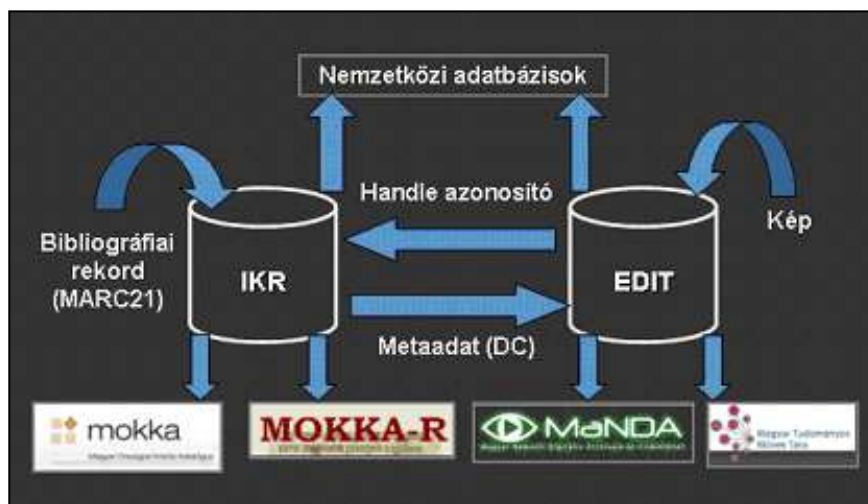 Nemzetközi adatbázisok
Handle azonosító
Kép
Bibliográfiai
rekord
(MARC21)
IKR
EDIT
Metaadat (DC)
mokka
MOKKA-R
MaNDA
Magyar Tudományos
Művek Tára